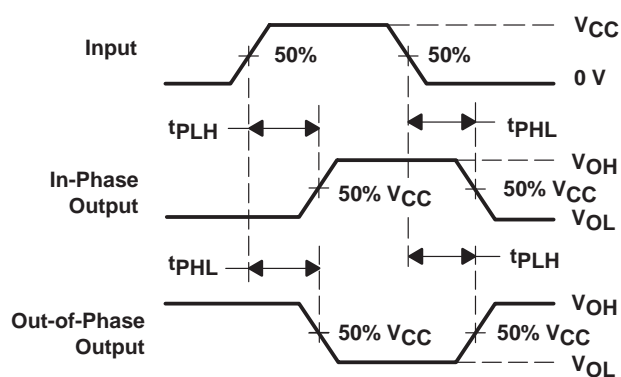 VCC
Input
50%
50%
0 V
tPLH
tPHL
In-Phase
Output
VOH
50% VCC
50% VCC
VOL
tPHL
tPLH
Out-of-Phase
Output
VOH
50% VCC
50% VCC
VOL